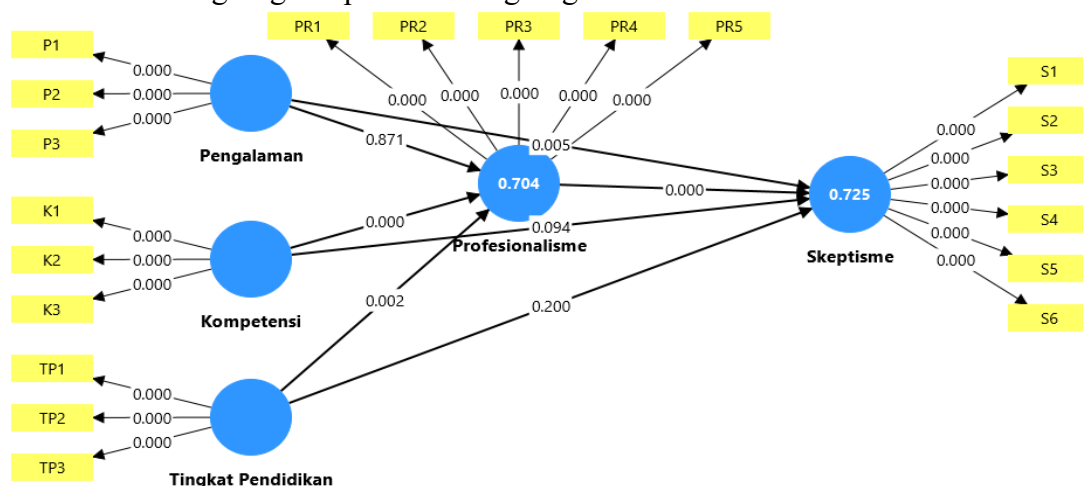 PR1
PR2
PR3
PR4
PR5
P1
P2
P3
0.000
0.000
0.000
Pengalaman
0.000
0.000
0.000
0.000
0.000
0.871
0.005
0.704
Profesionalisme
K1
K2
K3
0.000
0.000
0.000
Kompetensi
0.000
0.094
0.000
0.002
0.200
TP1
TP2
TP3
0.000
0.000
0.000
Tingkat Pendidikan
0.725
Skeptisme
0.000
0.000
0.000
0.000
0.000
0.000
S1
S2
S3
S4
S5
S6